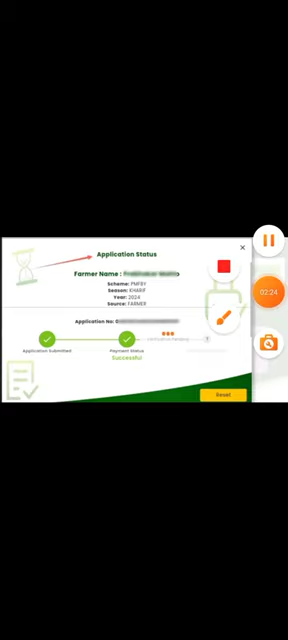 Application Status
Farmer Name :
Scheme: PMFBY
Season: KHARIF
Year: 2024
Source: FARMER
Application No:
Application Submitted
Payment Status
Successful
Reset
02:24